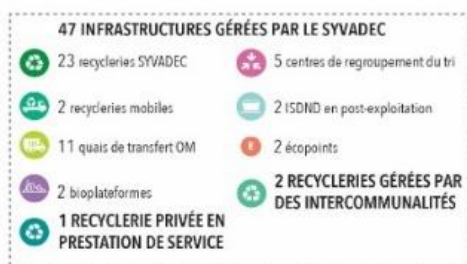 47 INFRASTRUCTURES GÉRÉES PAR LE SYVADEC
23 recycleries SYVADEC
2 recycleries mobiles
11 quais de transfert OM
2 bioplateformes
1 RECYCLERIE PRIVÉE EN
PRESTATION DE SERVICE
5 centres de regroupement du tri
2 ISDND en post-exploitation
2 écopoints
2 RECYCLERIES GÉRÉES PAR
DES INTERCOMMUNALITÉS